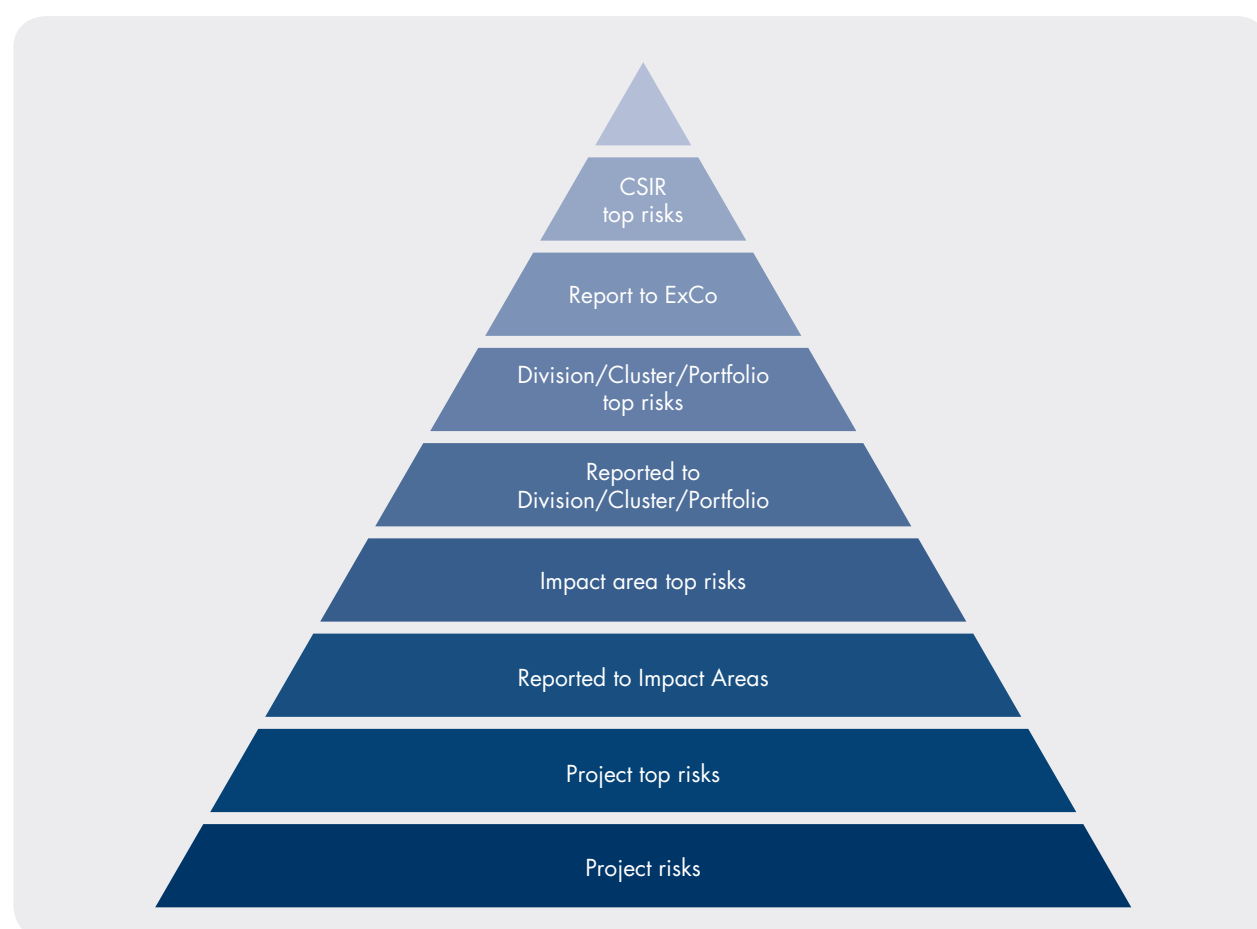 CSIR
top risks
Report to ExCo
Division/Cluster/Portfolio
top risks
Reported to
Division/Cluster/Portfolio
Impact area top risks
Reported to Impact Areas
Project top risks
Project risks